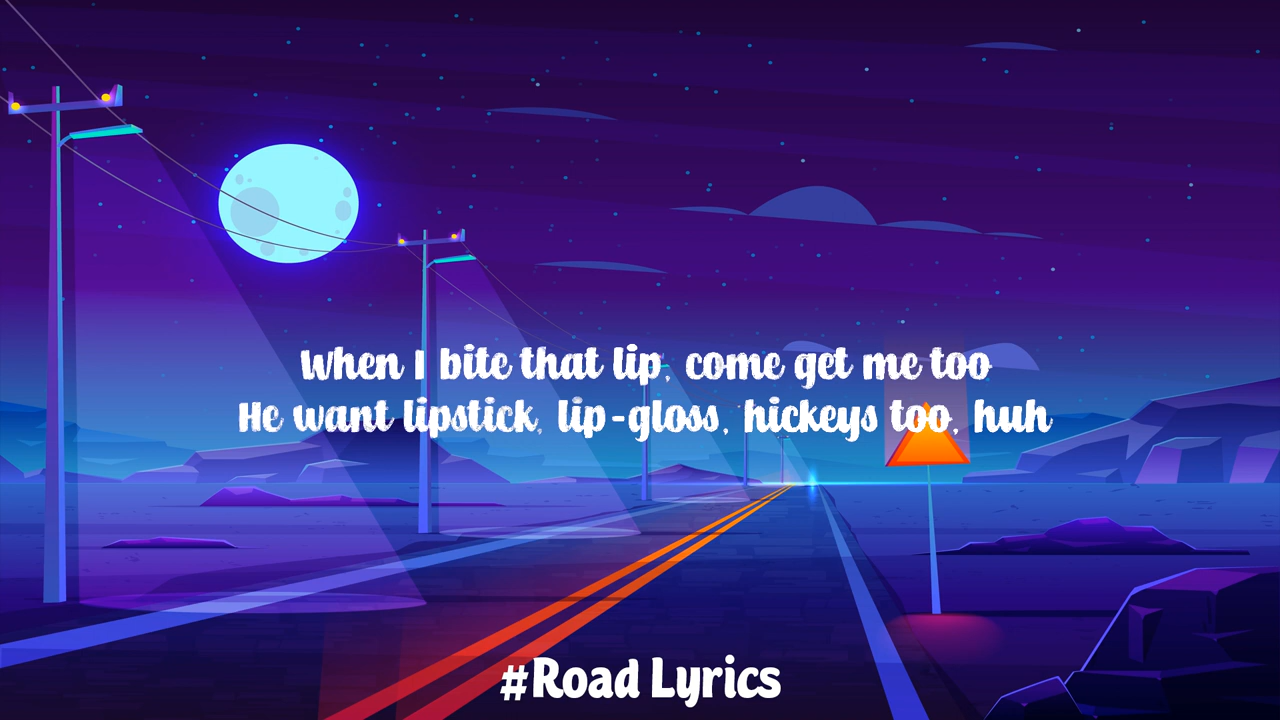 When I bite that lip, come get me too
He want lipstick, lip-gloss, hickeys too, huh
#Road Lyrics